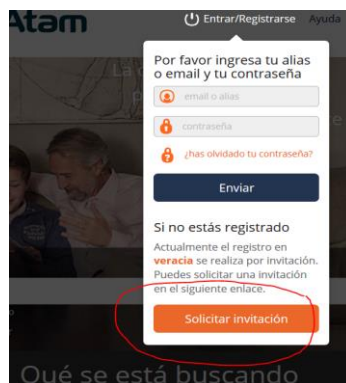 Atam
Entrar/Registrarse Ayuda
Por favor ingresa tu alias
o email y tu contraseña
email o alias
contraseña
¿has olvidado tu contraseña?
Enviar
Si no estás registrado
Actualmente el registro en
veracia se realiza por invitación.
Puedes solicitar una invitación
en el siguiente enlace.
Solicitar invitación
Qué se está buscando